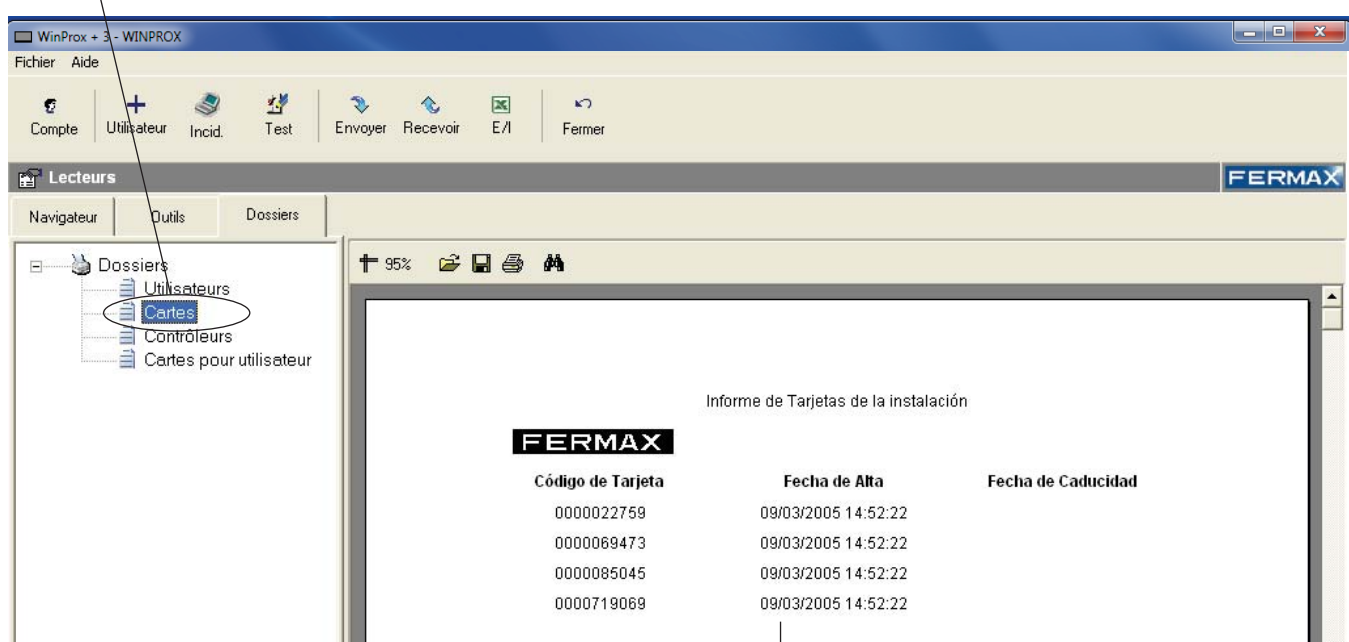 WinProx + 3 - WINPROX
Fichier Aide
Compte Utilisateur Incid. Test Envoyer Recevoir E/I Fermer
Lecteurs FERMAX
Navigateur Outils Dossiers
Dossiers 95%
Utilisateurs
Cartes
Contrôleurs
Cartes pour utilisateur
Informe de Tarjetas de la instalación
FERMAX
Código de Tarjeta Fecha de Alta Fecha de Caducidad
0000022759 09/03/2005 14:52:22
0000069473 09/03/2005 14:52:22
0000085045 09/03/2005 14:52:22
0000719069 09/03/2005 14:52:22